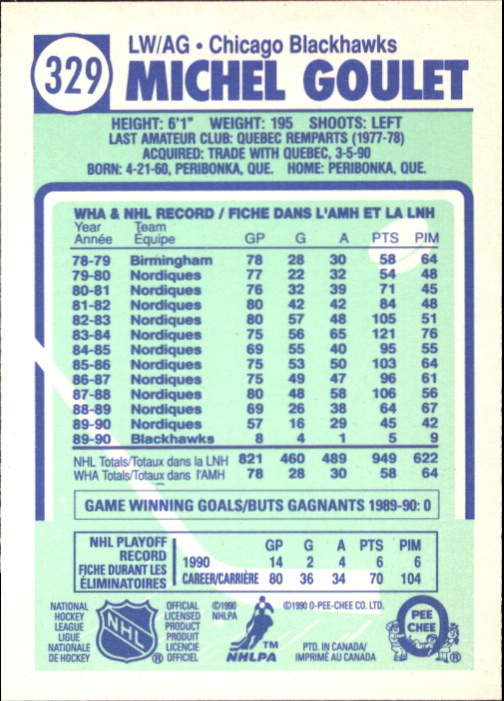 329
LW/AG • Chicago Blackhawks
MICHEL GOULET
HEIGHT: 6'1" WEIGHT: 195 SHOOTS: LEFT
LAST AMATEUR CLUB: QUEBEC REMPARTS (1977-78)
ACQUIRED: TRADE WITH QUEBEC, 3-5-90
BORN: 4-21-60, PERIBONKA, QUE. HOME: PERIBONKA, QUE.
WHA & NHL RECORD / FICHE DANS L'AMH ET LA LNH
Year Team
Année Équipe GP G A PTS PIM
78-79 Birmingham 78 28 30 58 64
79-80 Nordiques 77 22 32 54 48
80-81 Nordiques 76 32 39 71 45
81-82 Nordiques 80 42 42 84 48
82-83 Nordiques 80 57 48 105 51
83-84 Nordiques 75 56 65 121 76
84-85 Nordiques 69 55 40 95 55
85-86 Nordiques 75 53 50 103 64
86-87 Nordiques 75 49 47 96 61
87-88 Nordiques 80 48 58 106 56
88-89 Nordiques 69 26 38 64 67
89-90 Nordiques 57 16 29 45 42
89-90 Blackhawks 8 4 1 5 9
NHL Totals/Totaux dans la LNH 821 460 489 949 622
WHA Totals/Totaux dans l'AMH 78 28 30 58 64
GAME WINNING GOALS/BUTS GAGNANTS 1989-90: 0
NHL PLAYOFF
RECORD
FICHE DURANT LES
ÉLIMINATOIRES
GP G A PTS PIM
1990 14 2 4 6 6
CAREER/CARRIÈRE 80 36 34 70 104
NATIONAL
HOCKEY
LEAGUE
LIGUE
NATIONALE
DE HOCKEY
NHL
®
OFFICIAL
LICENSED
PRODUCT
PRODUIT
LICENCIE
OFFICIEL
©1990
NHLPA
TM
NHLPA
©1990 O-PEE-CHEE CO. LTD.
PTD. IN CANADA/
IMPRIMÉ AU CANADA
PEE
CHEE
®